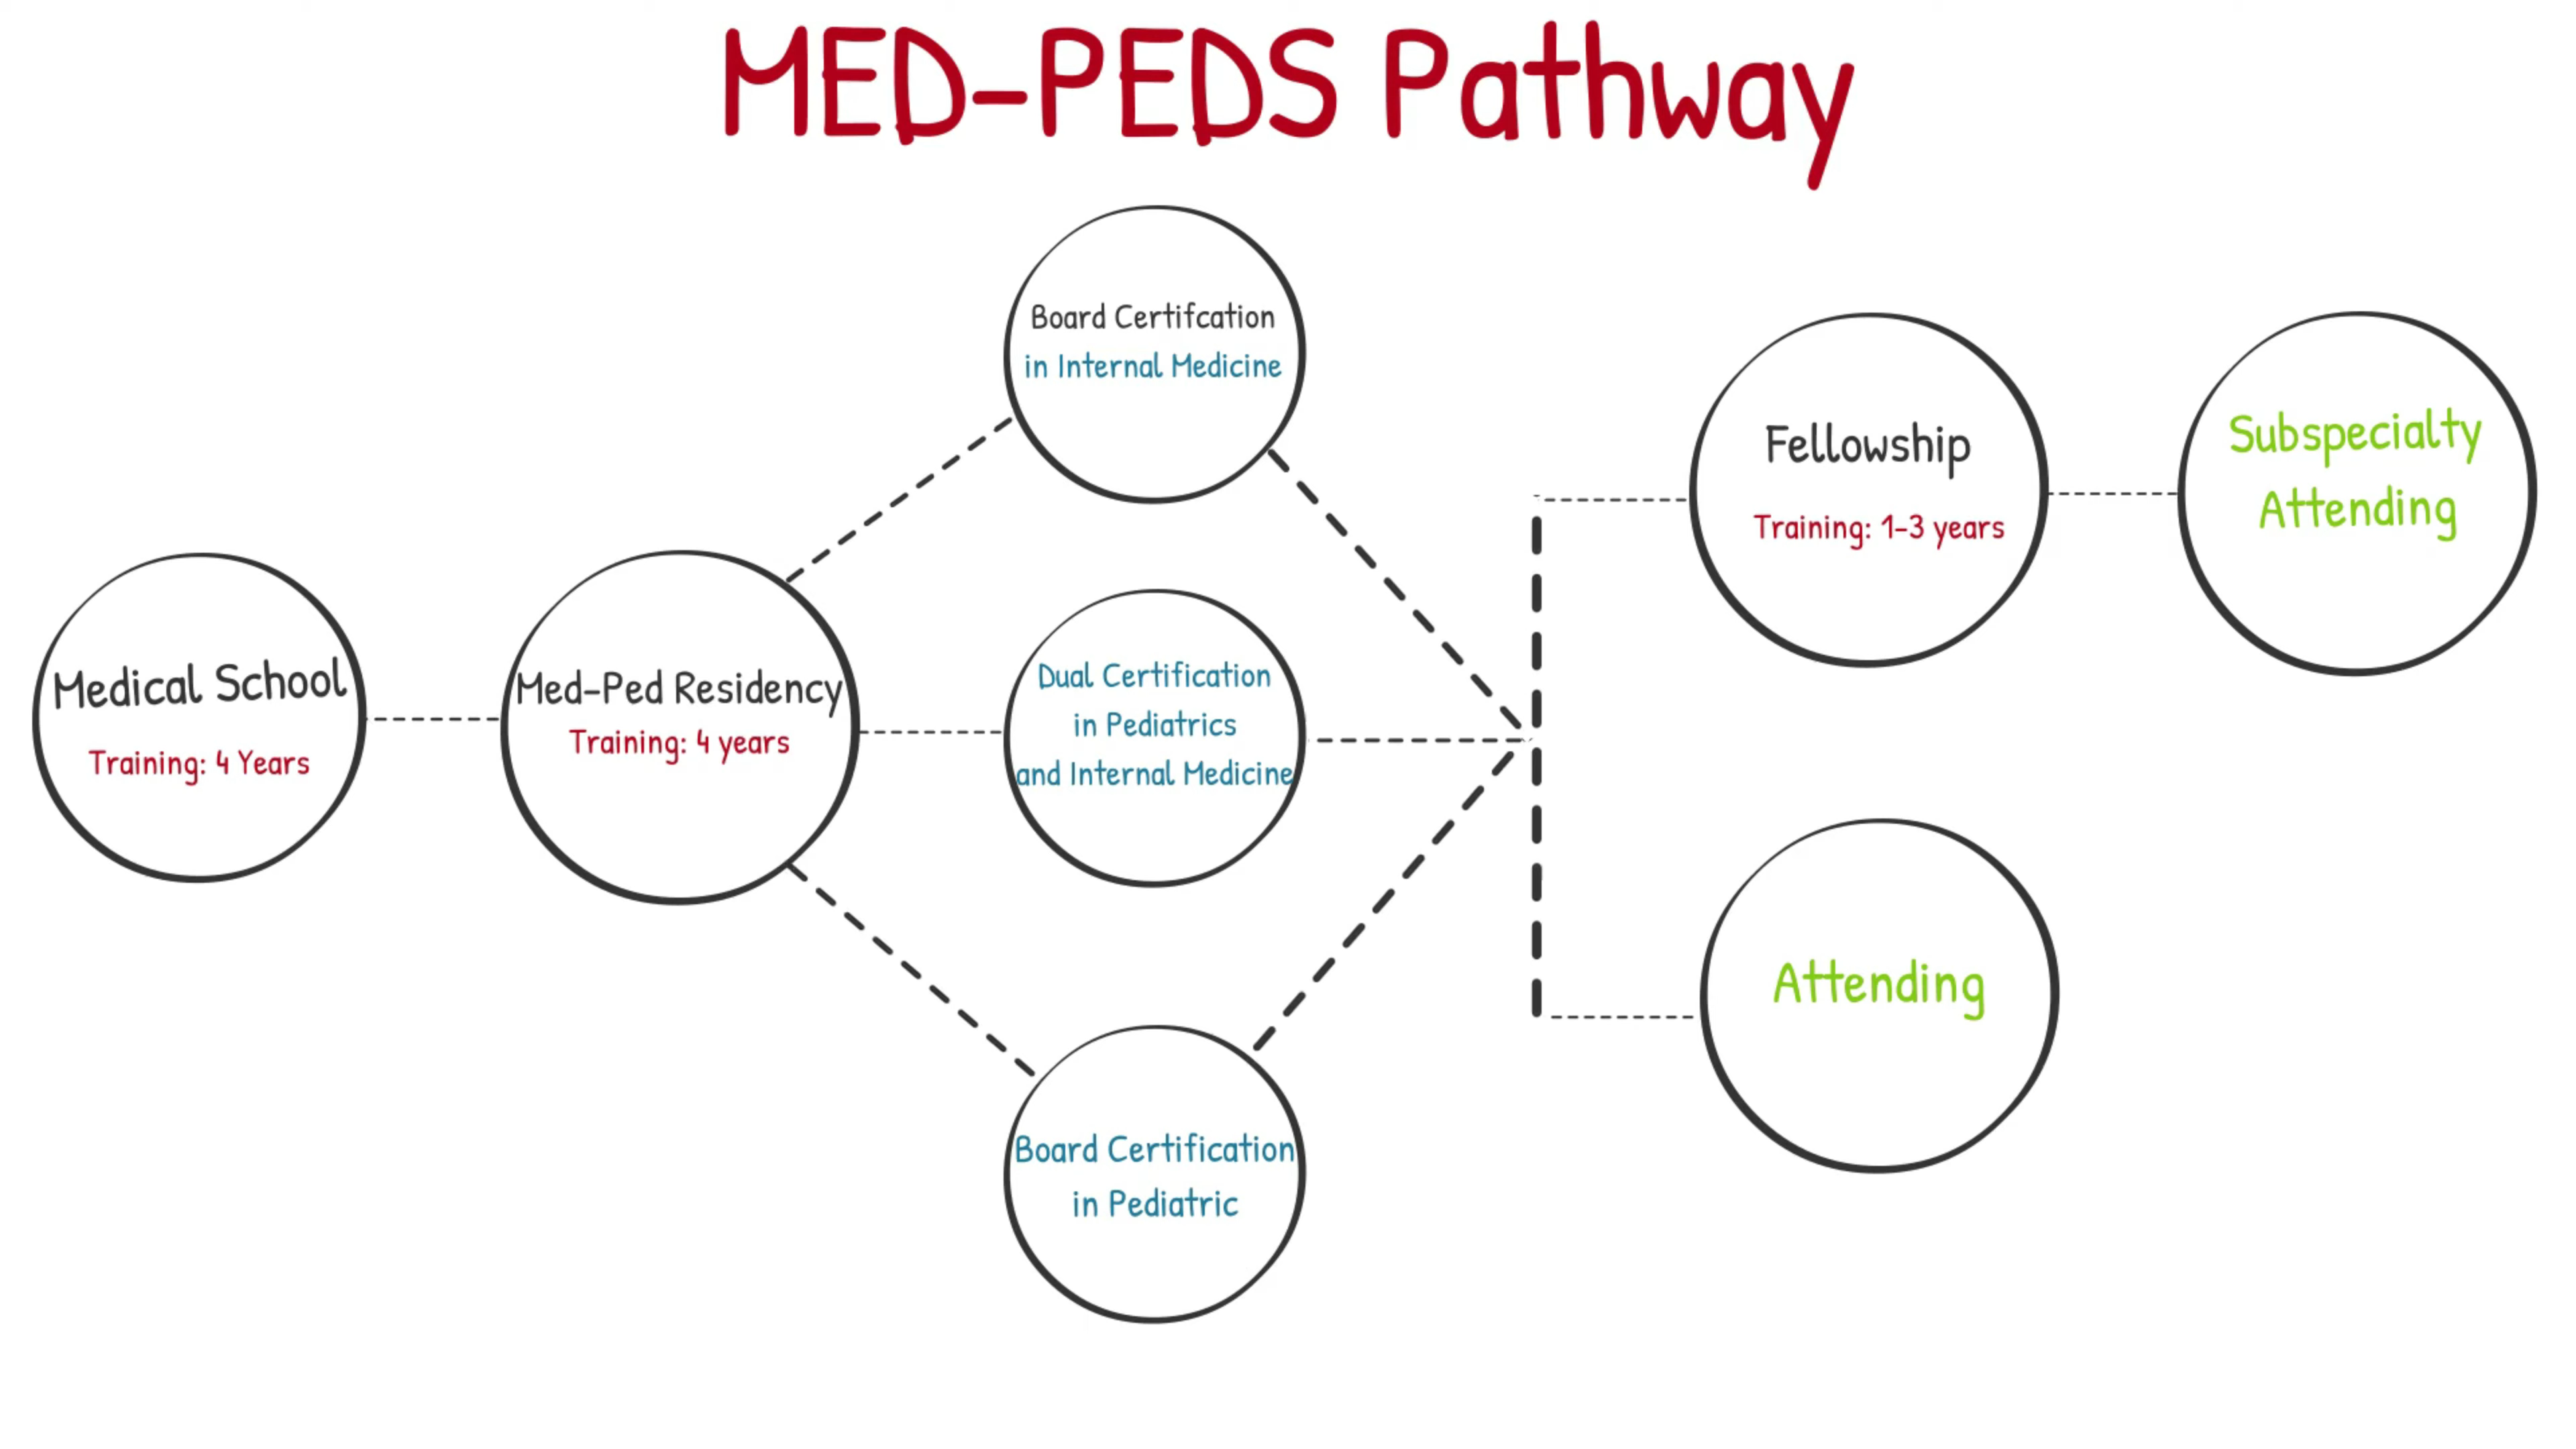 MED-PEDS Pathway
Medical School
Training: 4 Years
Med-Ped Residency
Training: 4 years
Board Certifcation
in Internal Medicine
Dual Certification
in Pediatrics
and Internal Medicine
Board Certification
in Pediatric
Fellowship
Training: 1-3 years
Subspecialty
Attending
Attending